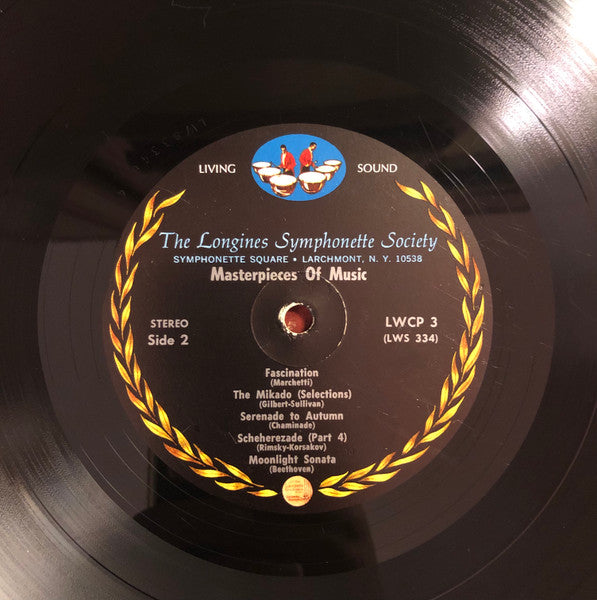 LIVING SOUND
The Longines Symphonette Society
SYMPHONETTE SQUARE • LARCHMONT, N. Y. 10538
Masterpieces Of Music
STEREO LWCP 3
Side 2 (LWS 334)
Fascination
(Marchetti)
The Mikado (Selections)
(Gilbert-Sullivan)
Serenade to Autumn
(Chaminade)
Scheherezade (Part 4)
(Rimsky-Korsakov)
Moonlight Sonata
(Beethoven)